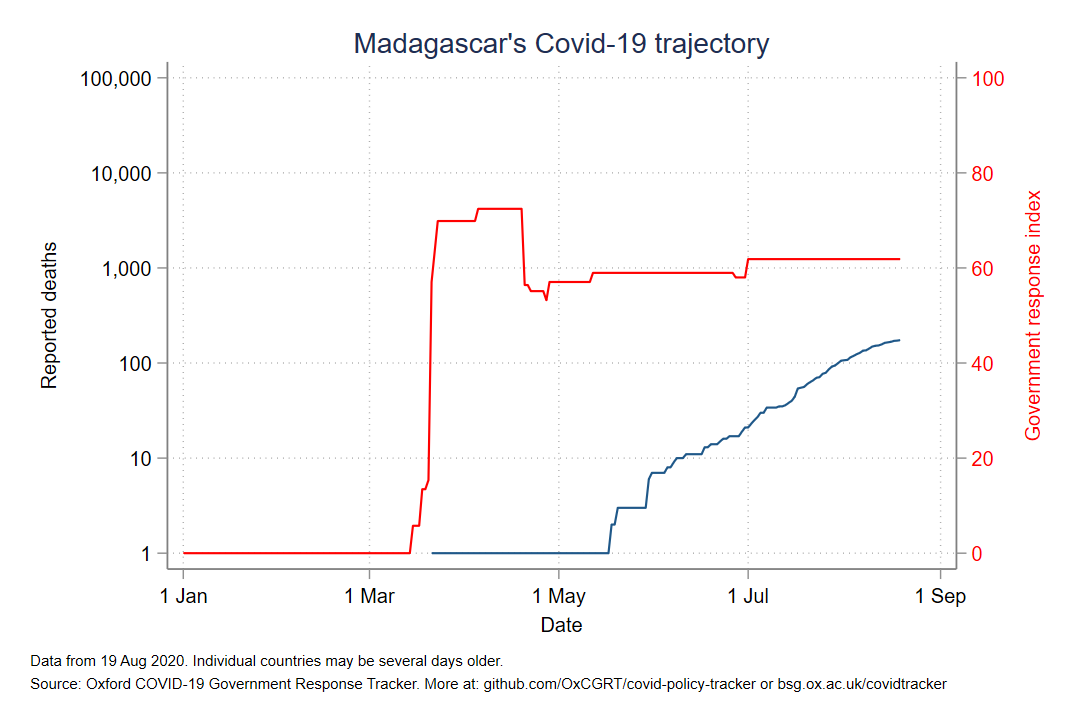 Madagascar's Covid-19 trajectory
100,000
10,000
1,000
100
10
1
Reported deaths
100
80
60
40
20
0
Government response index
1 Jan
1 Mar
1 May
1 Jul
1 Sep
Date
Data from 19 Aug 2020. Individual countries may be several days older.
Source: Oxford COVID-19 Government Response Tracker. More at: github.com/OxCGRT/covid-policy-tracker or bsg.ox.ac.uk/covidtracker